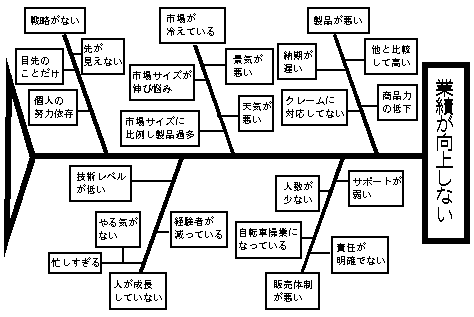 戦略がない
目先の
ことだけ
先が
見えない
個人の
努力依存
市場が
冷えている
市場サイズが
伸び悩み
景気が
悪い
市場サイズに
比例し製品過多
天気が
悪い
製品が悪い
納期が
遅い
他と比較
して高い
クレームに
対応してない
商品力
の低下
業績が向上しない
技術レベル
が低い
やる気が
ない
忙しすぎる
経験者が
減っている
人が成長
していない
人数が
少ない
サポートが
弱い
自転車操業に
なっている
責任が
明確でない
販売体制
が悪い